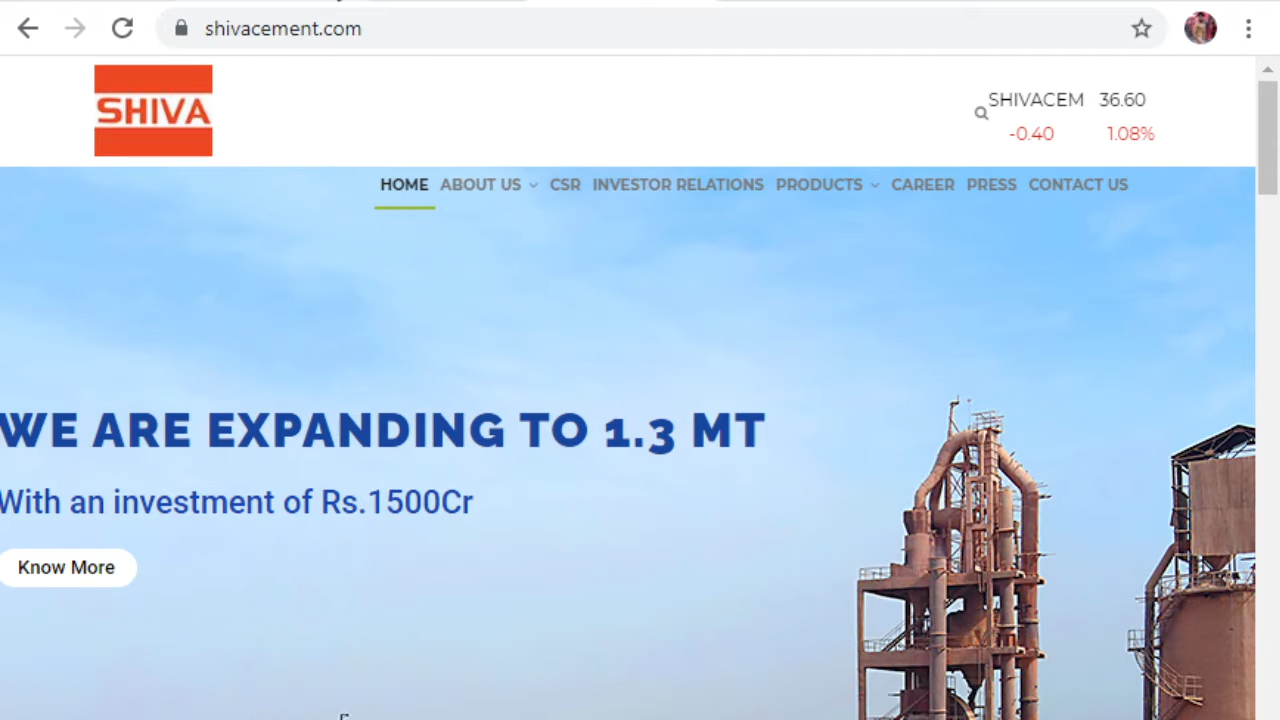 shivacement.com
SHIVA
SHIVACEM 36.60
-0.40 1.08%
HOME ABOUT US CSR INVESTOR RELATIONS PRODUCTS CAREER PRESS CONTACT US
WE ARE EXPANDING TO 1.3 MT
With an investment of Rs.1500Cr
Know More